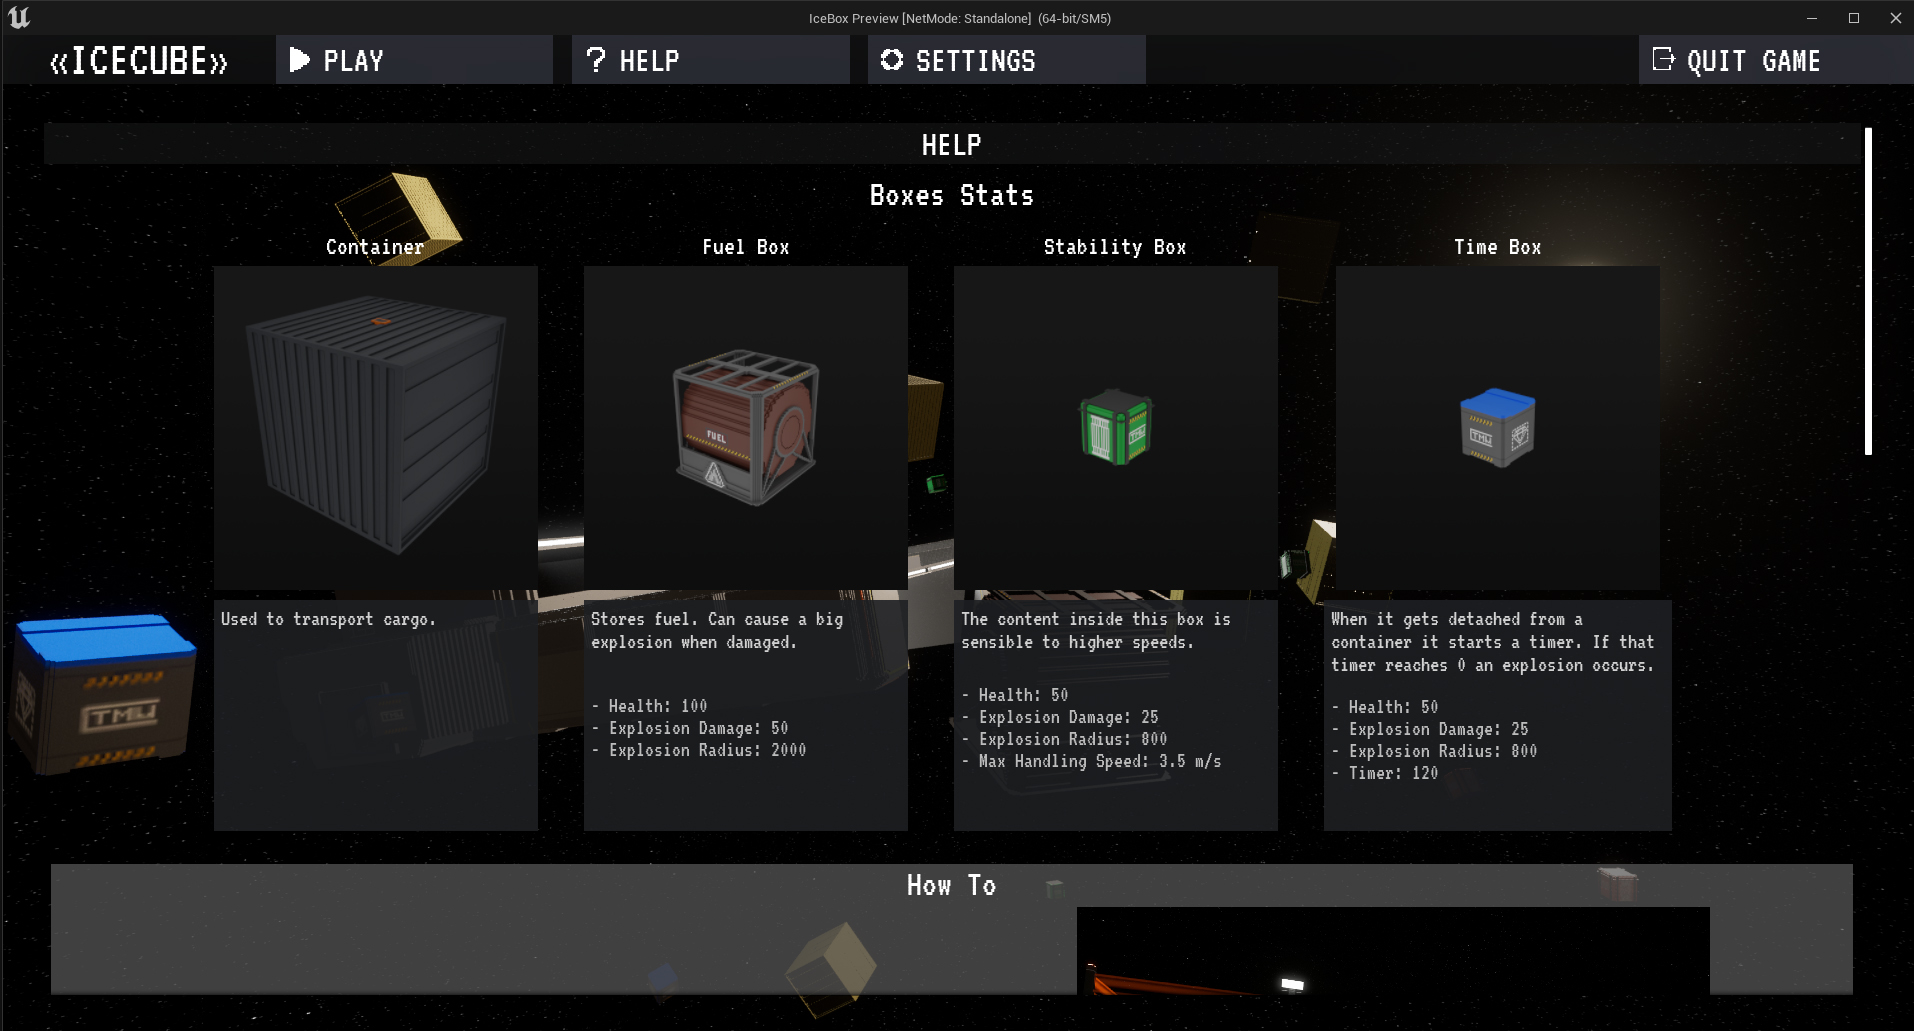 IceBox Preview [NetMode: Standalone] (64-bit/SM5)
«ICECUBE»
PLAY
? HELP
SETTINGS
QUIT GAME
HELP
Boxes Stats
Container
Fuel Box
Stability Box
Time Box
FUEL
TMW
TMW
Used to transport cargo.
Stores fuel. Can cause a big
explosion when damaged.
- Health: 100
- Explosion Damage: 50
- Explosion Radius: 2000
The content inside this box is
sensible to higher speeds.
- Health: 50
- Explosion Damage: 25
- Explosion Radius: 800
- Max Handling Speed: 3.5 m/s
When it gets detached from a
container it starts a timer. If that
timer reaches 0 an explosion occurs.
- Health: 50
- Explosion Damage: 25
- Explosion Radius: 800
- Timer: 120
TMW
How To